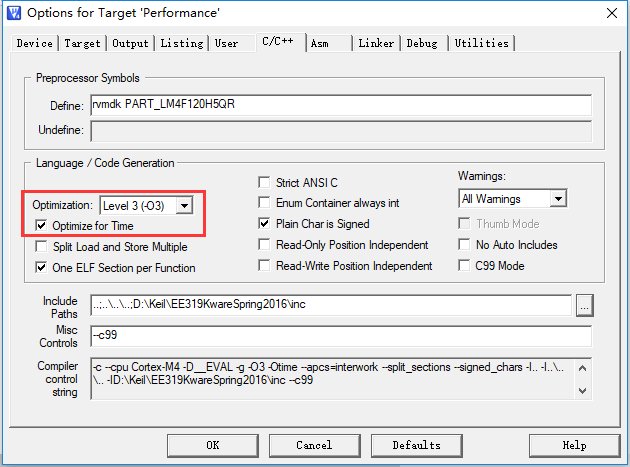 Options for Target 'Performance'
Device Target Output Listing User C/C++ Asm Linker Debug Utilities
Preprocessor Symbols
Define: rvmdk PART_LM4F120H5QR
Undefine:
Language / Code Generation
Optimization: Level 3 (-O3)
Optimize for Time
Split Load and Store Multiple
One ELF Section per Function
Strict ANSI C
Enum Container always int
Plain Char is Signed
Read-Only Position Independent
Read-Write Position Independent
Warnings:
All Warnings
Thumb Mode
No Auto Includes
C99 Mode
Include Paths ..;..\..\..;D:\Keil\EE319KwareSpring2016\inc ...
Misc Controls --c99
Compiler control string -c --cpu Cortex-M4 -D__EVAL -g -O3 -Otime --apcs=interwork --split_sections --signed_chars -I.. -I..\..
\.. -ID:\Keil\EE319KwareSpring2016\inc --c99
OK Cancel Defaults Help